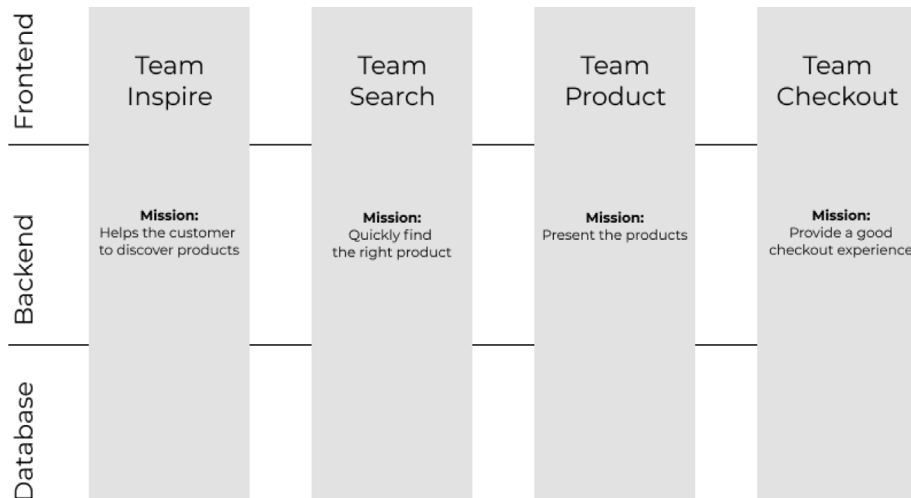 Frontend
Team
Inspire
Team
Search
Team
Product
Team
Checkout
Backend
Mission:
Helps the customer
to discover products
Mission:
Quickly find
the right product
Mission:
Present the products
Mission:
Provide a good
checkout experience
Database